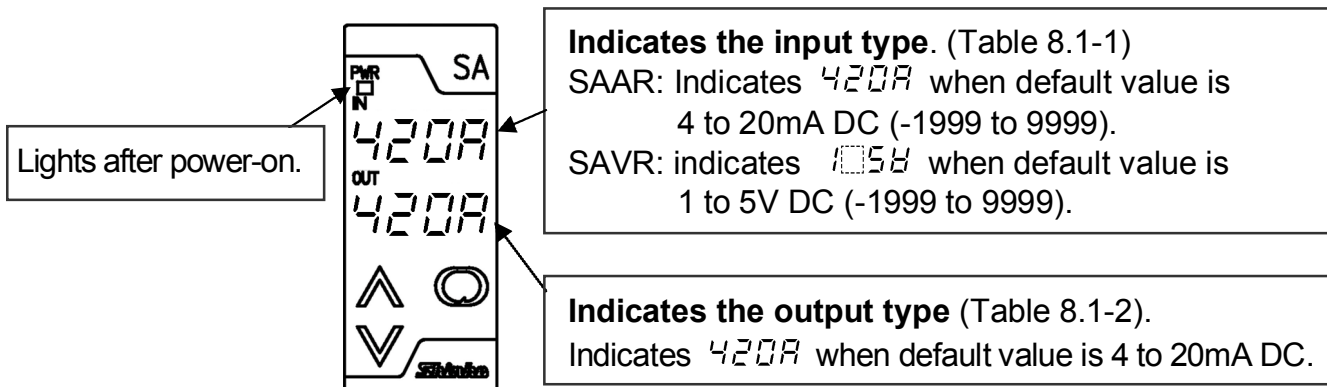 SA
PWR
IN
420A
OUT
420A
Shinko
Lights after power-on.
Indicates the input type. (Table 8.1-1)
SAAR: Indicates 420A when default value is
4 to 20mA DC (-1999 to 9999).
SAVR: indicates 1 5V when default value is
1 to 5V DC (-1999 to 9999).
Indicates the output type (Table 8.1-2).
Indicates 420A when default value is 4 to 20mA DC.